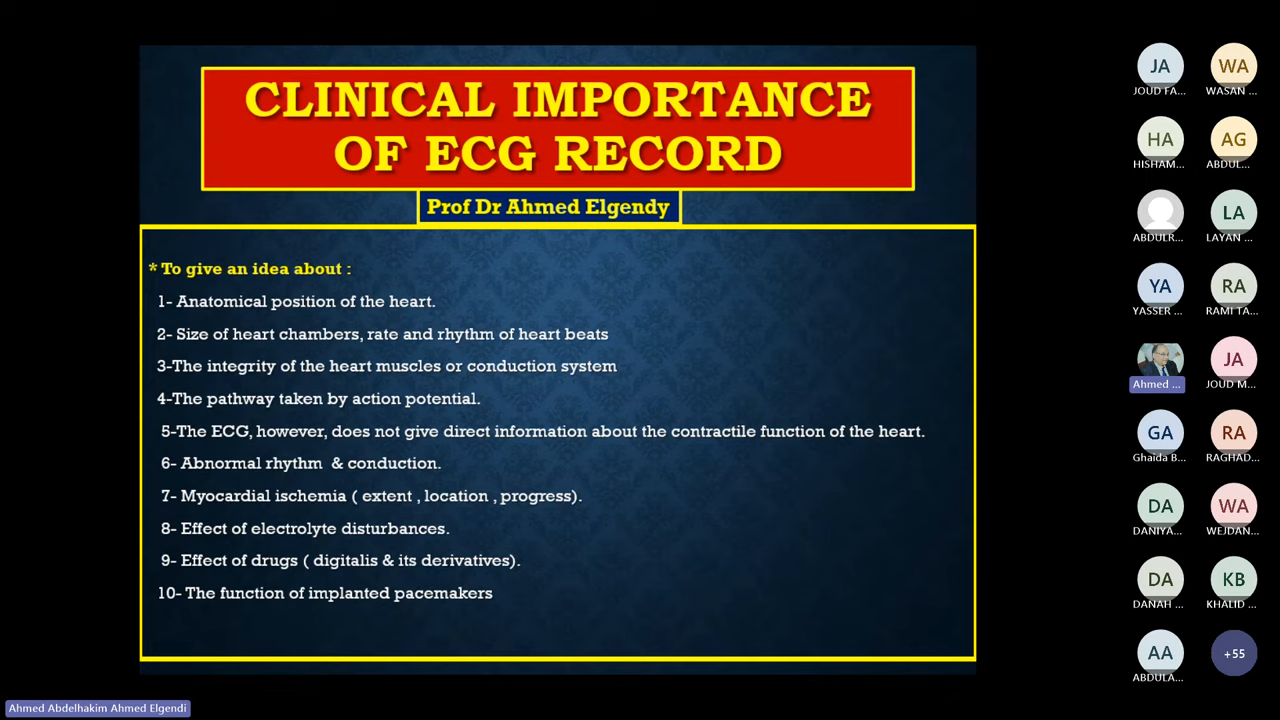 CLINICAL IMPORTANCE
OF ECG RECORD
Prof Dr Ahmed Elgendy
* To give an idea about :
1- Anatomical position of the heart.
2- Size of heart chambers, rate and rhythm of heart beats
3-The integrity of the heart muscles or conduction system
4-The pathway taken by action potential.
5-The ECG, however, does not give direct information about the contractile function of the heart.
6- Abnormal rhythm & conduction.
7- Myocardial ischemia ( extent , location , progress).
8- Effect of electrolyte disturbances.
9- Effect of drugs ( digitalis & its derivatives).
10- The function of implanted pacemakers
JA
JOUD FA...
WA
WASAN ...
HA
HISHAM...
AG
ABDUL...
ABDULR...
LA
LAYAN ...
YA
YASSER ...
RA
RAMI TA...
Ahmed ...
JA
JOUD M...
GA
Ghaida B...
RA
RAGHAD...
DA
DANIYA...
WA
WEJDAN...
DA
DANAH ...
KB
KHALID ...
AA
ABDULA...
+55
Ahmed Abdelhakim Ahmed Elgendi